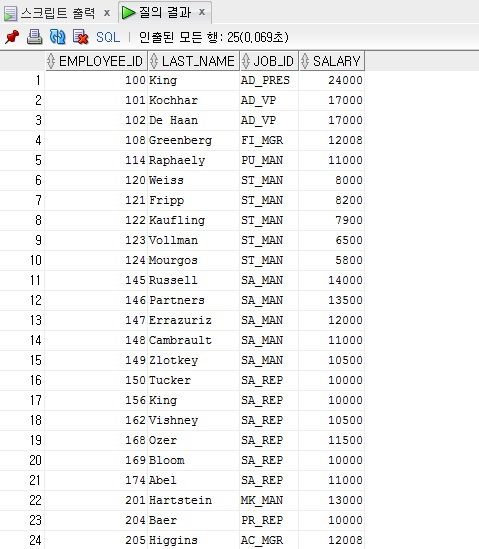 스크립트 출력 x 질의 결과 x
SQL | 인출된 모든 행: 25(0,069초)
EMPLOYEE_ID LAST_NAME JOB_ID SALARY
1 100 King AD_PRES 24000
2 101 Kochhar AD_VP 17000
3 102 De Haan AD_VP 17000
4 108 Greenberg FI_MGR 12008
5 114 Raphaely PU_MAN 11000
6 120 Weiss ST_MAN 8000
7 121 Fripp ST_MAN 8200
8 122 Kaufling ST_MAN 7900
9 123 Vollman ST_MAN 6500
10 124 Mourgos ST_MAN 5800
11 145 Russell SA_MAN 14000
12 146 Partners SA_MAN 13500
13 147 Errazuriz SA_MAN 12000
14 148 Cambrault SA_MAN 11000
15 149 Zlotkey SA_MAN 10500
16 150 Tucker SA_REP 10000
17 156 King SA_REP 10000
18 162 Vishney SA_REP 10500
19 168 Ozer SA_REP 11500
20 169 Bloom SA_REP 10000
21 174 Abel SA_REP 11000
22 201 Hartstein MK_MAN 13000
23 204 Baer PR_REP 10000
24 205 Higgins AC_MGR 12008